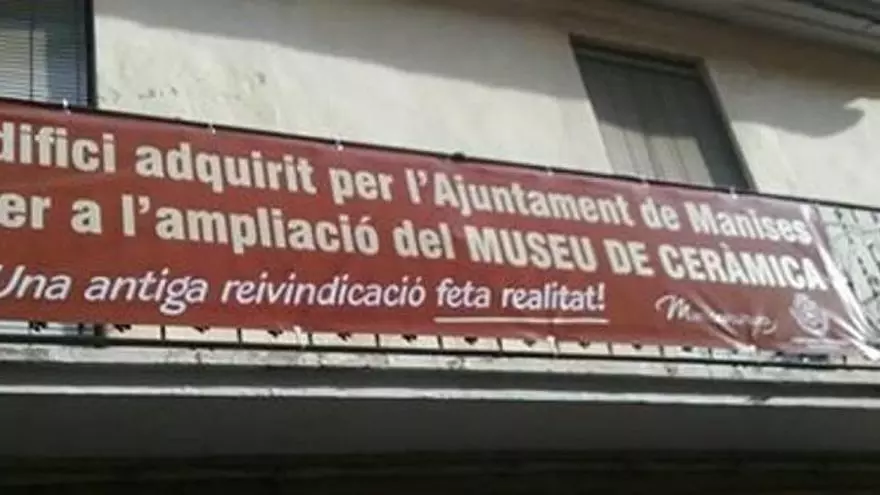 difici adquirit per l'Ajuntament de Manises
er a l'ampliació del MUSEU DE CERÀMICA
Una antiga reivindicació feta realitat!